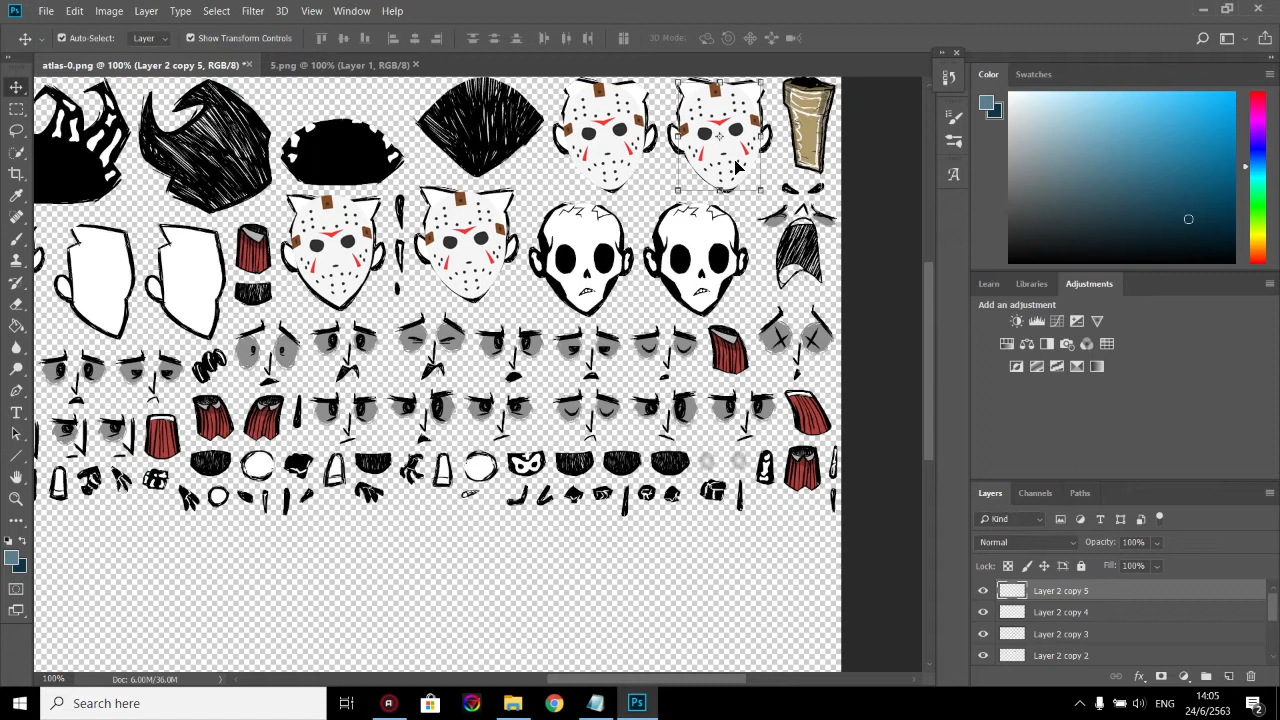 Ps File Edit Image Layer Type Select Filter 3D View Window Help
Auto-Select: Layer Show Transform Controls 3D Mode:
atlas-0.png @ 100% (Layer 2 copy 5, RGB/8) * 5.png @ 100% (Layer 1, RGB/8)
Color Swatches
Learn Libraries Adjustments
Add an adjustment
Layers Channels Paths
Kind
Normal Opacity: 100%
Lock: Fill: 100%
Layer 2 copy 5
Layer 2 copy 4
Layer 2 copy 3
Layer 2 copy 2
100% Doc: 6.00M/36.0M
Search here
Ps
ENG
14:05
24/6/2563
2